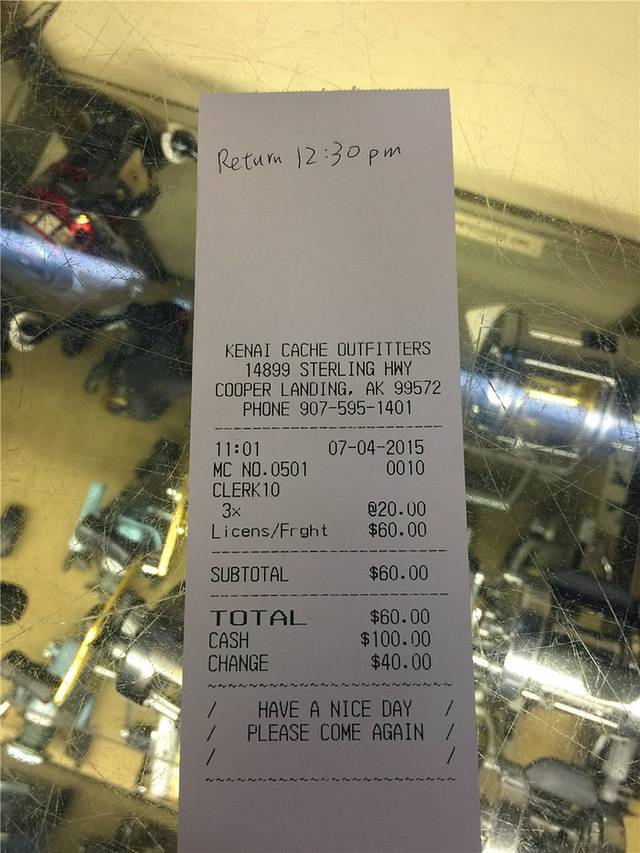 Return 12:30pm
KENAI CACHE OUTFITTERS
14899 STERLING HWY
COOPER LANDING, AK 99572
PHONE 907-595-1401
11:01 07-04-2015
MC NO.0501 0010
CLERK10
3x @20.00
Licens/Frght $60.00
SUBTOTAL $60.00
TOTAL $60.00
CASH $100.00
CHANGE $40.00
/ HAVE A NICE DAY /
/ PLEASE COME AGAIN /
/ /